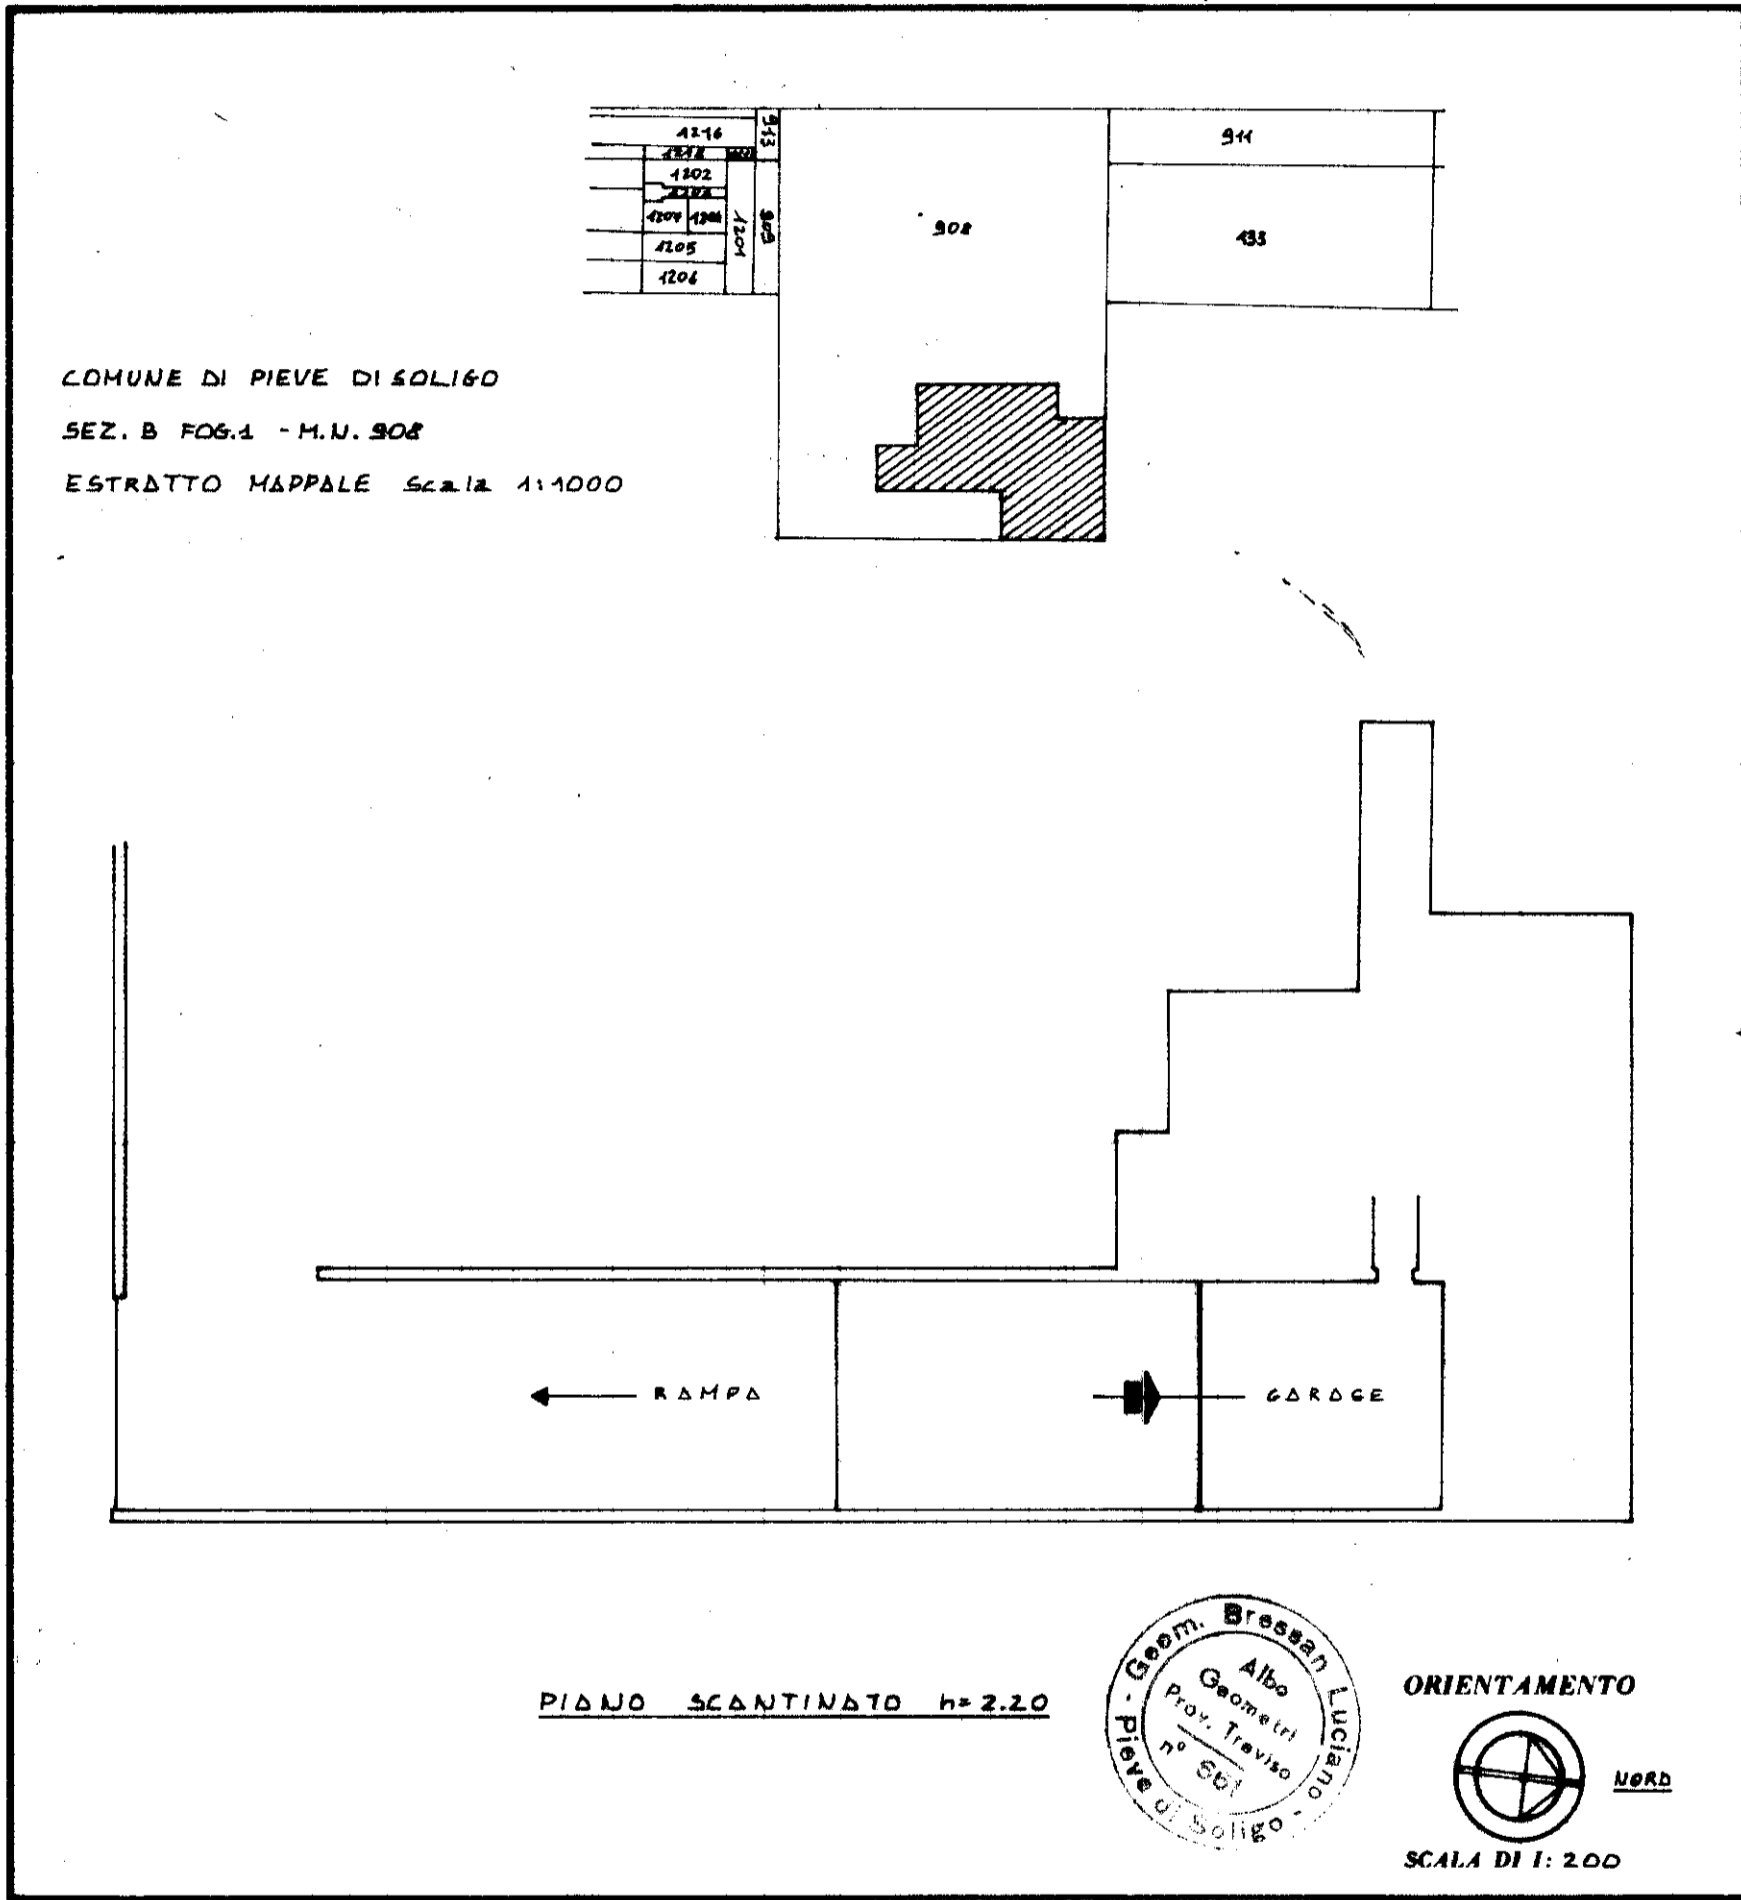 1216
913
911
1202
908
909
1201
1204
1205
1206
433
COMUNE DI PIEVE DI SOLIGO
SEZ. B FOG.1 - M.N. 908
ESTRATTO MAPPALE Scala 1:1000
RAMPA
GARAGE
PIANO SCANTINATO h= 2.20
Geom. Bressan Luciano - Pieve di Soligo -
Albo
Geometri
Prov. Treviso
n°
ORIENTAMENTO
NORD
SCALA DI 1: 200